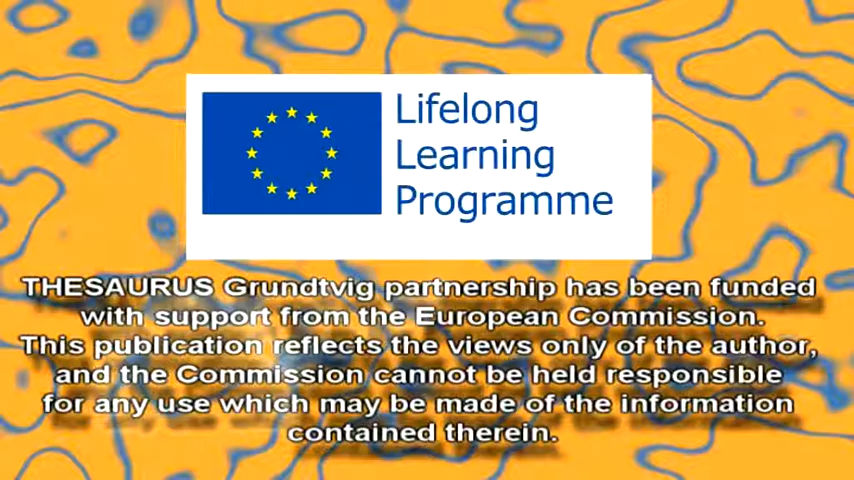 Lifelong
Learning
Programme
THESAURUS Grundtvig partnership has been funded
with support from the European Commission.
This publication reflects the views only of the author,
and the Commission cannot be held responsible
for any use which may be made of the information
contained therein.